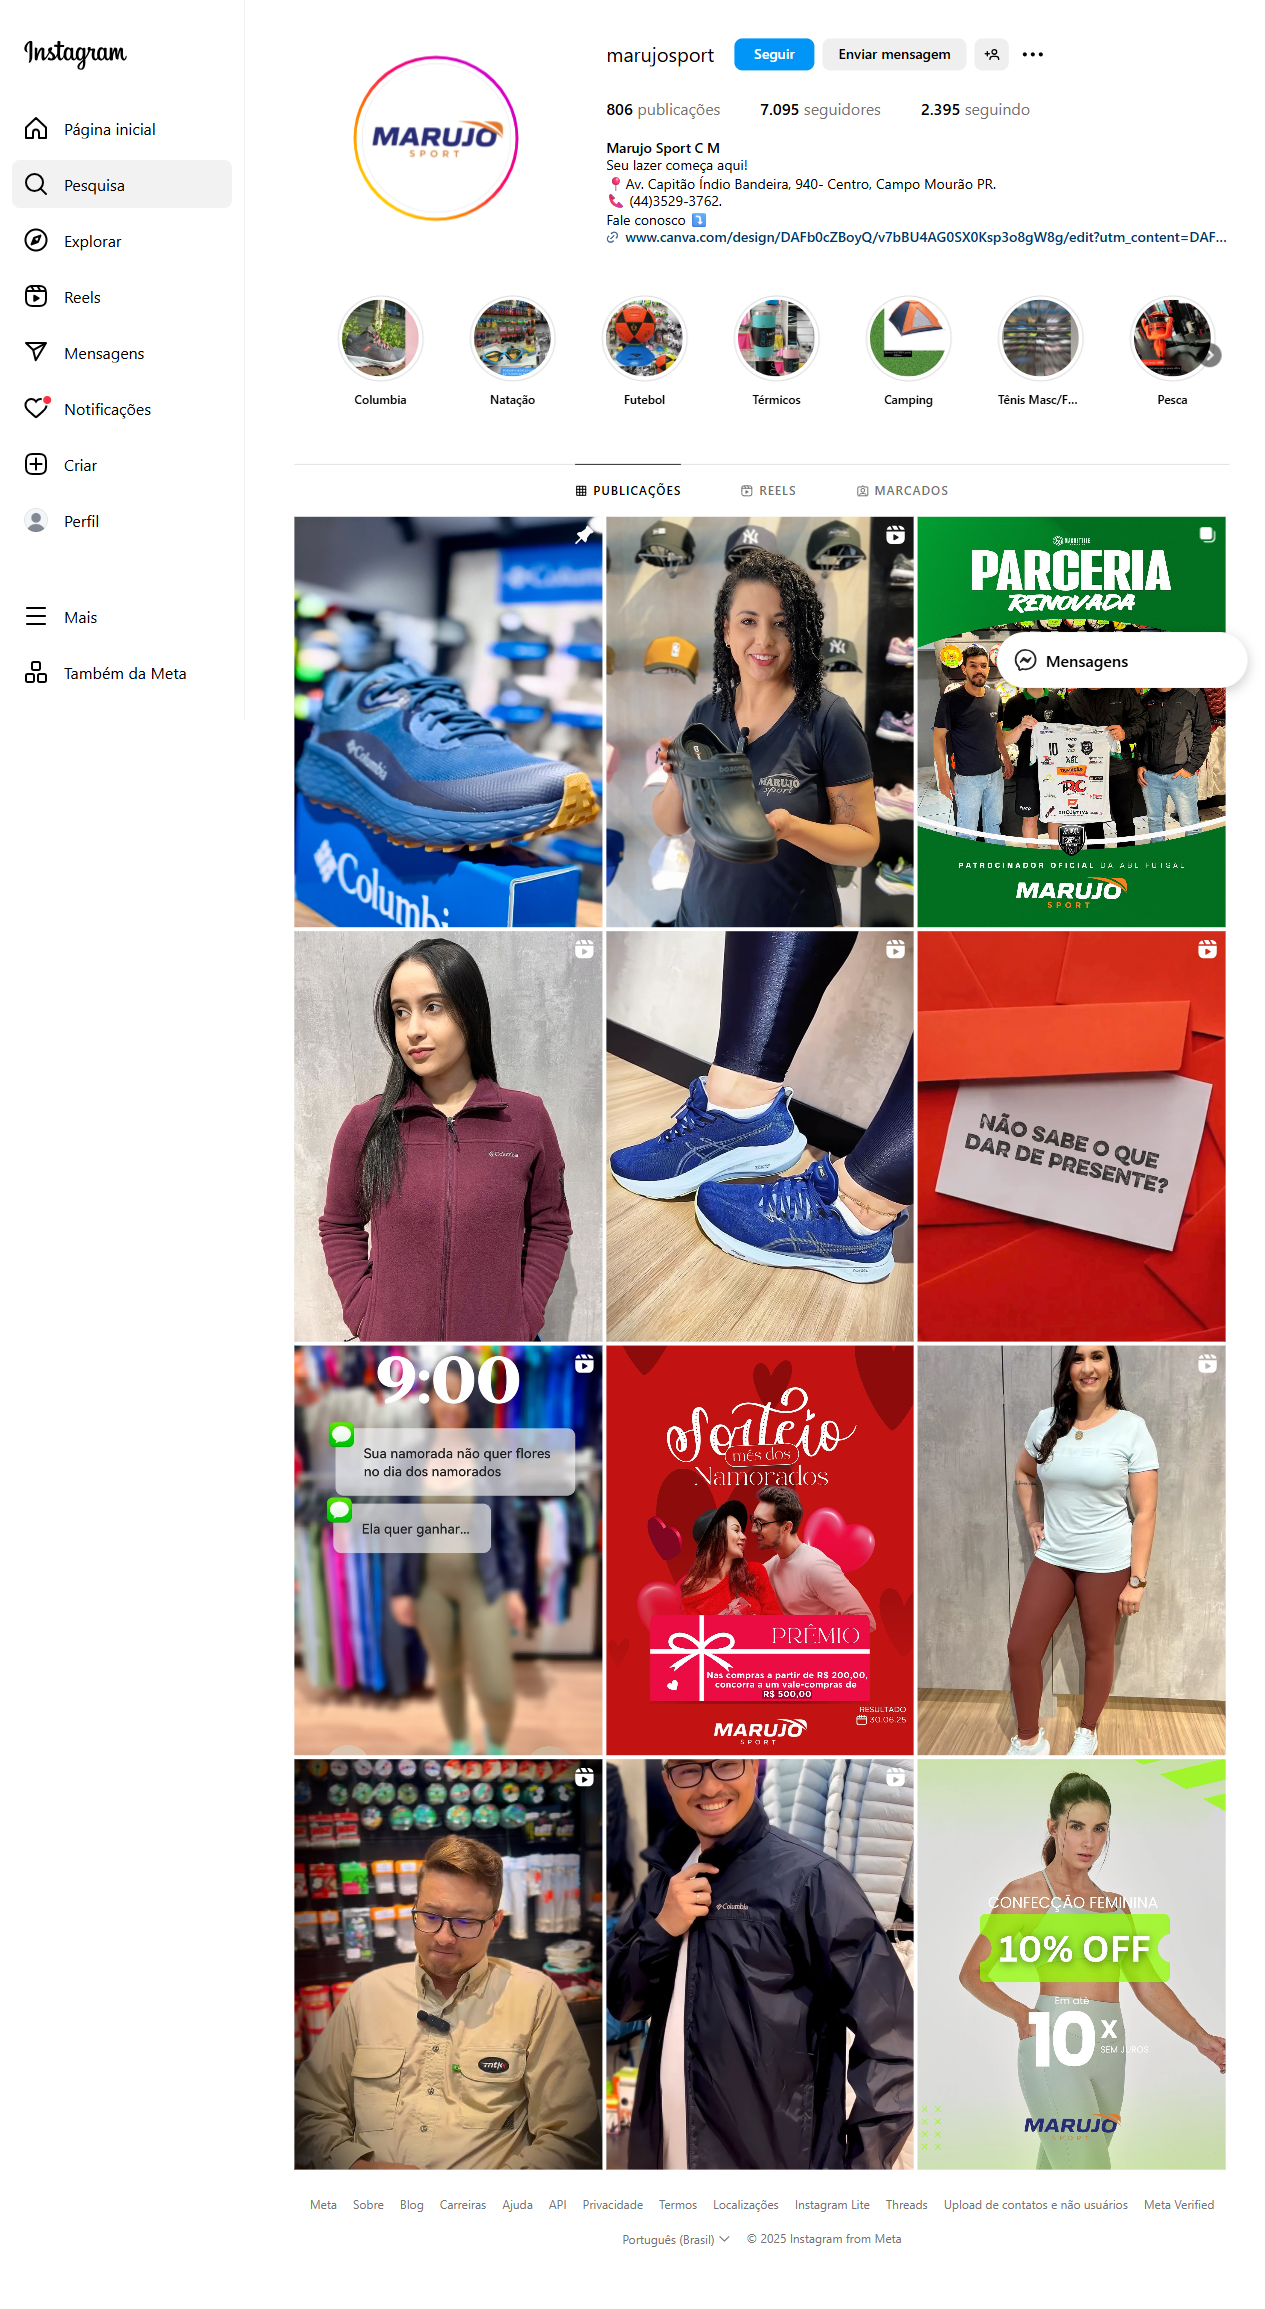 Instagram
Página inicial
Pesquisa
Explorar
Reels
Mensagens
Notificações
Criar
Perfil
Mais
Também da Meta
MARUJO
SPORT
marujosport
Seguir
Enviar mensagem
806 publicações
7.095 seguidores
2.395 seguindo
Marujo Sport C M
Seu lazer começa aqui!
📍Av. Capitão Índio Bandeira, 940- Centro, Campo Mourão PR.
📞 (44)3529-3762.
Fale conosco ⤵️
www.canva.com/design/DAFb0cZBoyQ/v7bBU4AG0SX0Ksp3o8gW8g/edit?utm_content=DAF...
Columbia
Natação
Futebol
Térmicos
Camping
Tênis Masc/F...
Pesca
PUBLICAÇÕES
REELS
MARCADOS
Columbia
Columbi
MARUJO
sport
PARCERIA
RENOVADA
Mensagens
PATROCINADOR OFICIAL DA ABL FUTSAL
MARUJO
SPORT
Columbia
NÃO SABE O QUE
DAR DE PRESENTE?
9:00
Sua namorada não quer flores
no dia dos namorados
Ela quer ganhar...
Sorteio
mês dos
Namorados
PRÊMIO
Nas compras a partir de R$ 200,00,
concorra a um vale-compras de
R$ 500,00
RESULTADO
30.06.25
MARUJO
SPORT
mtk
Columbia
CONFECÇÃO FEMININA
10% OFF
Em até
10x
SEM JUROS
MARUJO
SPORT
Meta
Sobre
Blog
Carreiras
Ajuda
API
Privacidade
Termos
Localizações
Instagram Lite
Threads
Upload de contatos e não usuários
Meta Verified
Português (Brasil)
© 2025 Instagram from Meta